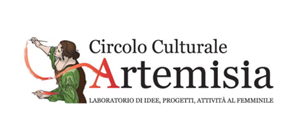 Circolo Culturale
Artemisia
LABORATORIO DI IDEE, PROGETTI, ATTIVITÀ AL FEMMINILE